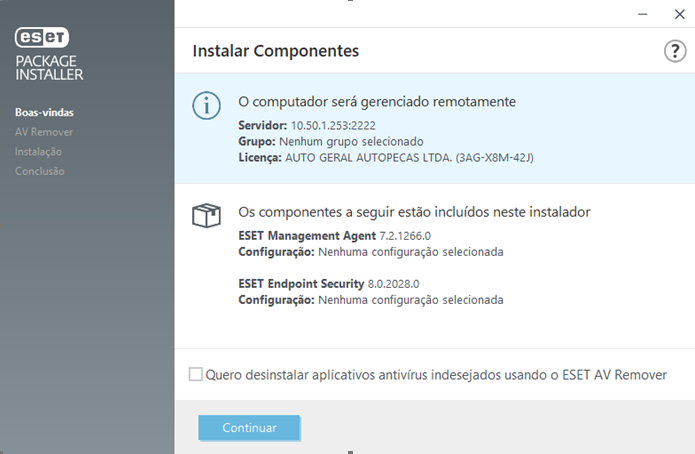 eset
PACKAGE
INSTALLER
Boas-vindas
AV Remover
Instalação
Conclusão
Instalar Componentes
?
O computador será gerenciado remotamente
Servidor: 10.50.1.253:2222
Grupo: Nenhum grupo selecionado
Licença: AUTO GERAL AUTOPECAS LTDA. (3AG-X8M-42J)
Os componentes a seguir estão incluídos neste instalador
ESET Management Agent 7.2.1266.0
Configuração: Nenhuma configuração selecionada
ESET Endpoint Security 8.0.2028.0
Configuração: Nenhuma configuração selecionada
Quero desinstalar aplicativos antivírus indesejados usando o ESET AV Remover
Continuar